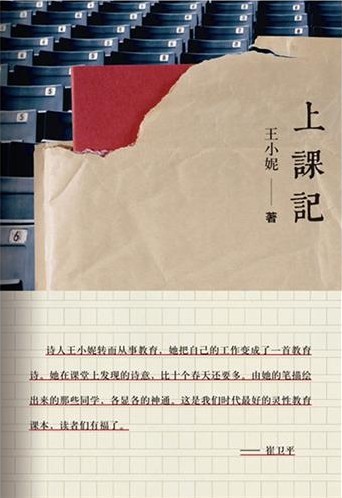 上課記
王小妮——著
6
诗人王小妮转而从事教育，她把自己的工作变成了一首教育
诗。她在课堂上发现的诗意，比十个春天还要多。由她的笔描绘
出来的那些同学，各显各的神通。这是我们时代最好的灵性教育
课本，读者们有福了。
——崔卫平